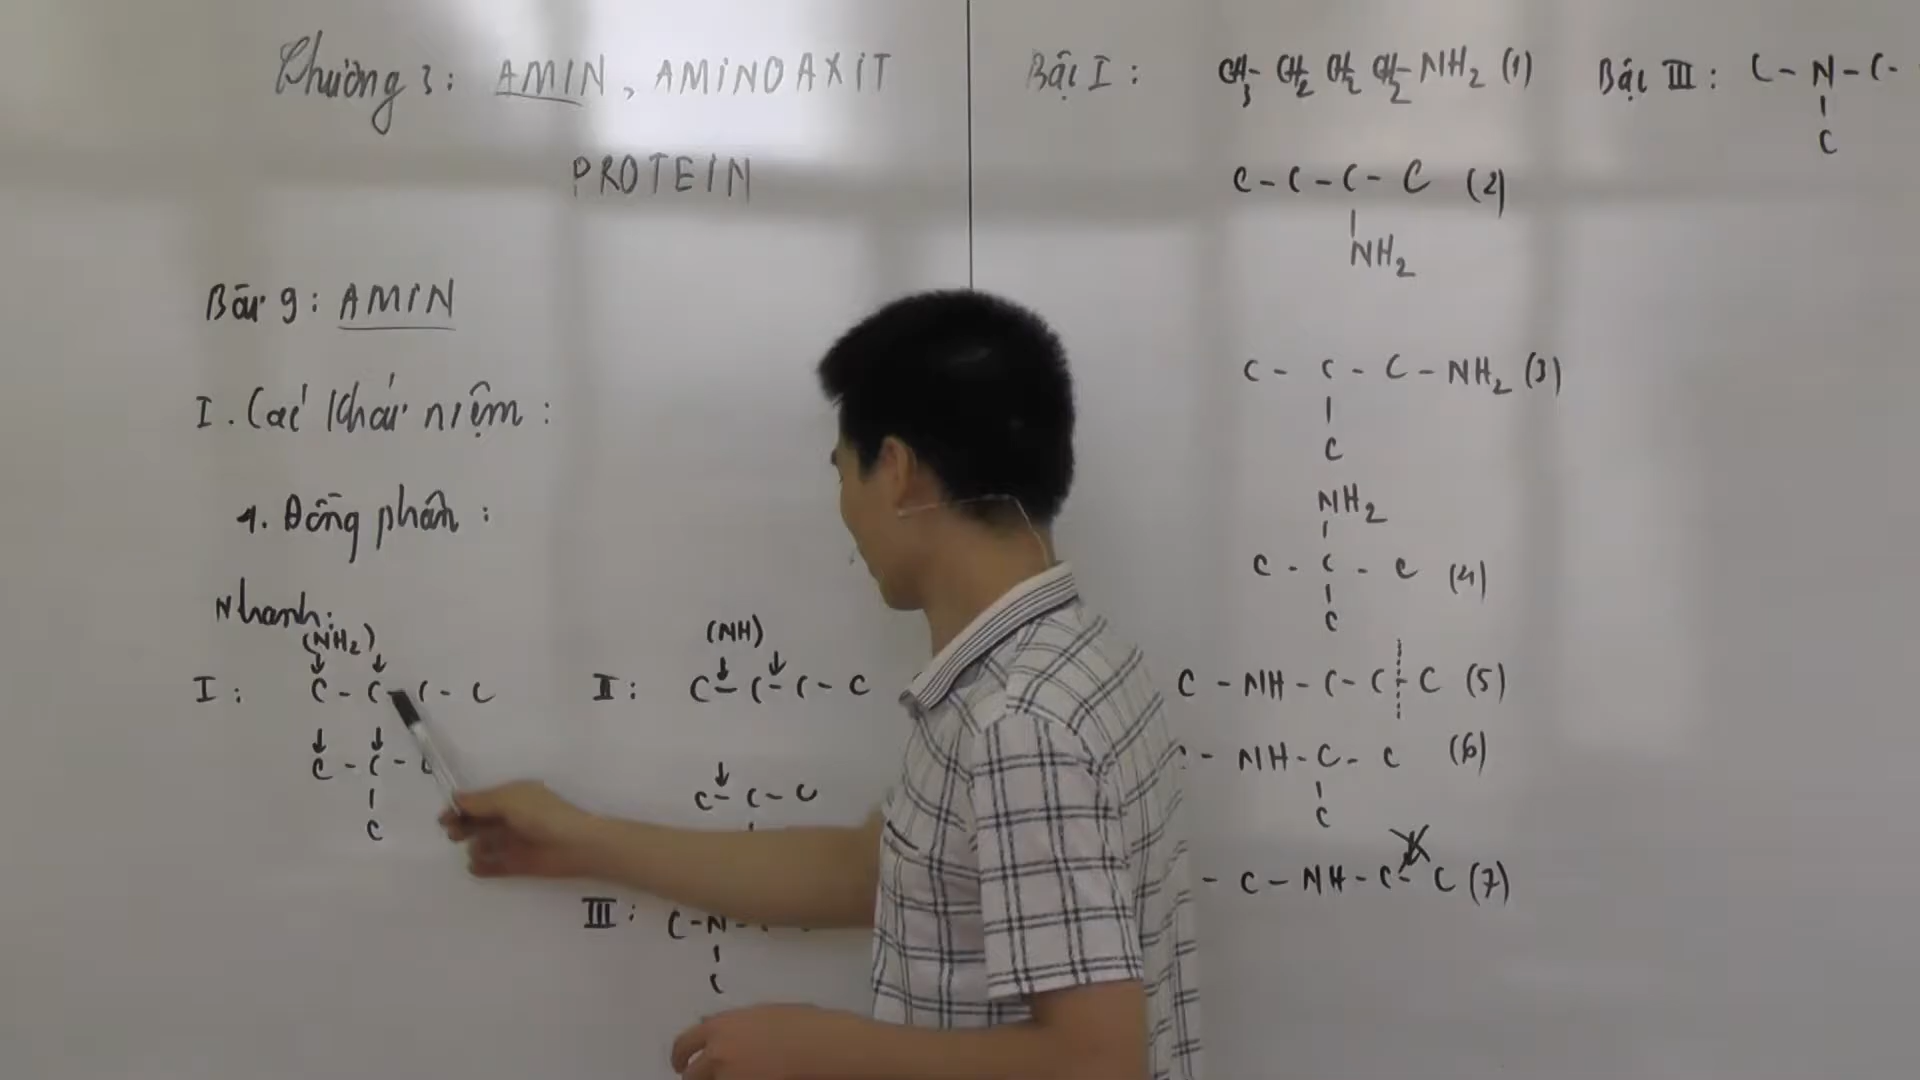 Chương 3: AMIN, AMINOAXIT
PROTEIN
Bài 9: AMIN
I. Các khái niệm:
4. Đồng phân:
Nhanh:
(NH2)
I: C - C - C - C
C - C -
C
(NH)
II: C - C - C - C
C - C - C
III: C - N -
C
Bậc I: CH3 - CH2 CH2 CH2 - NH2 (1)
C - C - C - C (2)
NH2
C - C - C - NH2 (3)
C
NH2
C - C - C (4)
C
C - NH - C - C - C (5)
- NH - C - C (6)
C
- C - NH - C - C (7)
Bậc III: C - N - C -
C